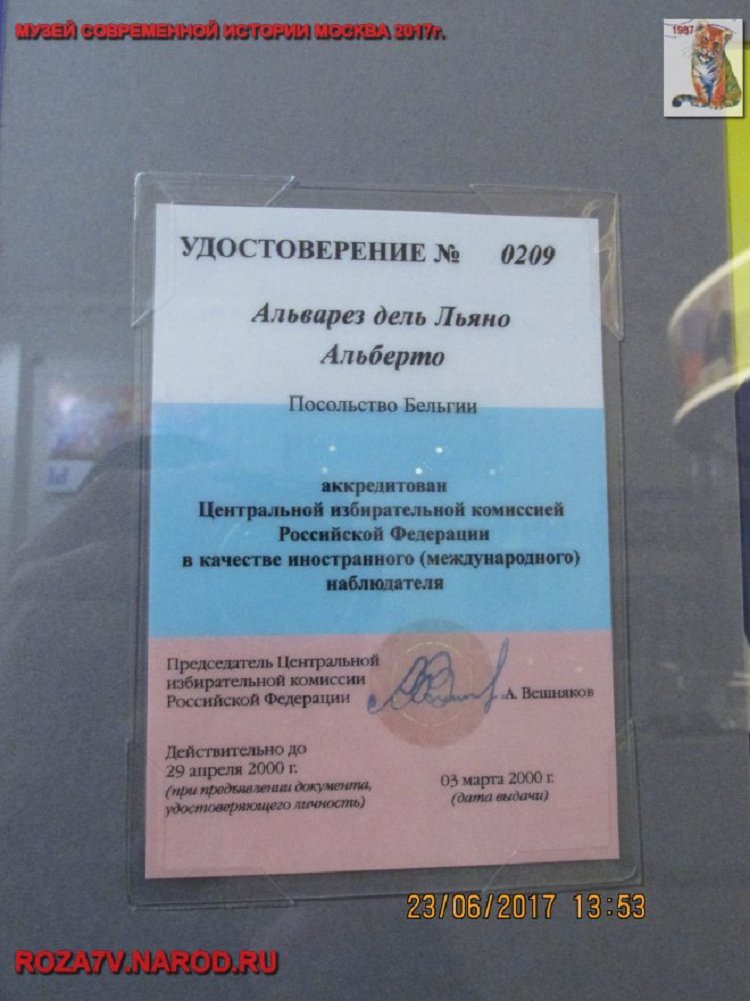 МУЗЕЙ СОВРЕМЕННОЙ ИСТОРИИ МОСКВА 2017г.
1987
УДОСТОВЕРЕНИЕ № 0209
Альварез дель Льяно
Альберто
Посольство Бельгии
аккредитован
Центральной избирательной комиссией
Российской Федерации
в качестве иностранного (международного)
наблюдателя
Председатель Центральной
избирательной комиссии
Российской Федерации
А. Вешняков
Действительно до
29 апреля 2000 г.
(при предъявлении документа,
удостоверяющего личность)
03 марта 2000 г.
(дата выдачи)
23/06/2017 13:53
ROZA7V.NAROD.RU